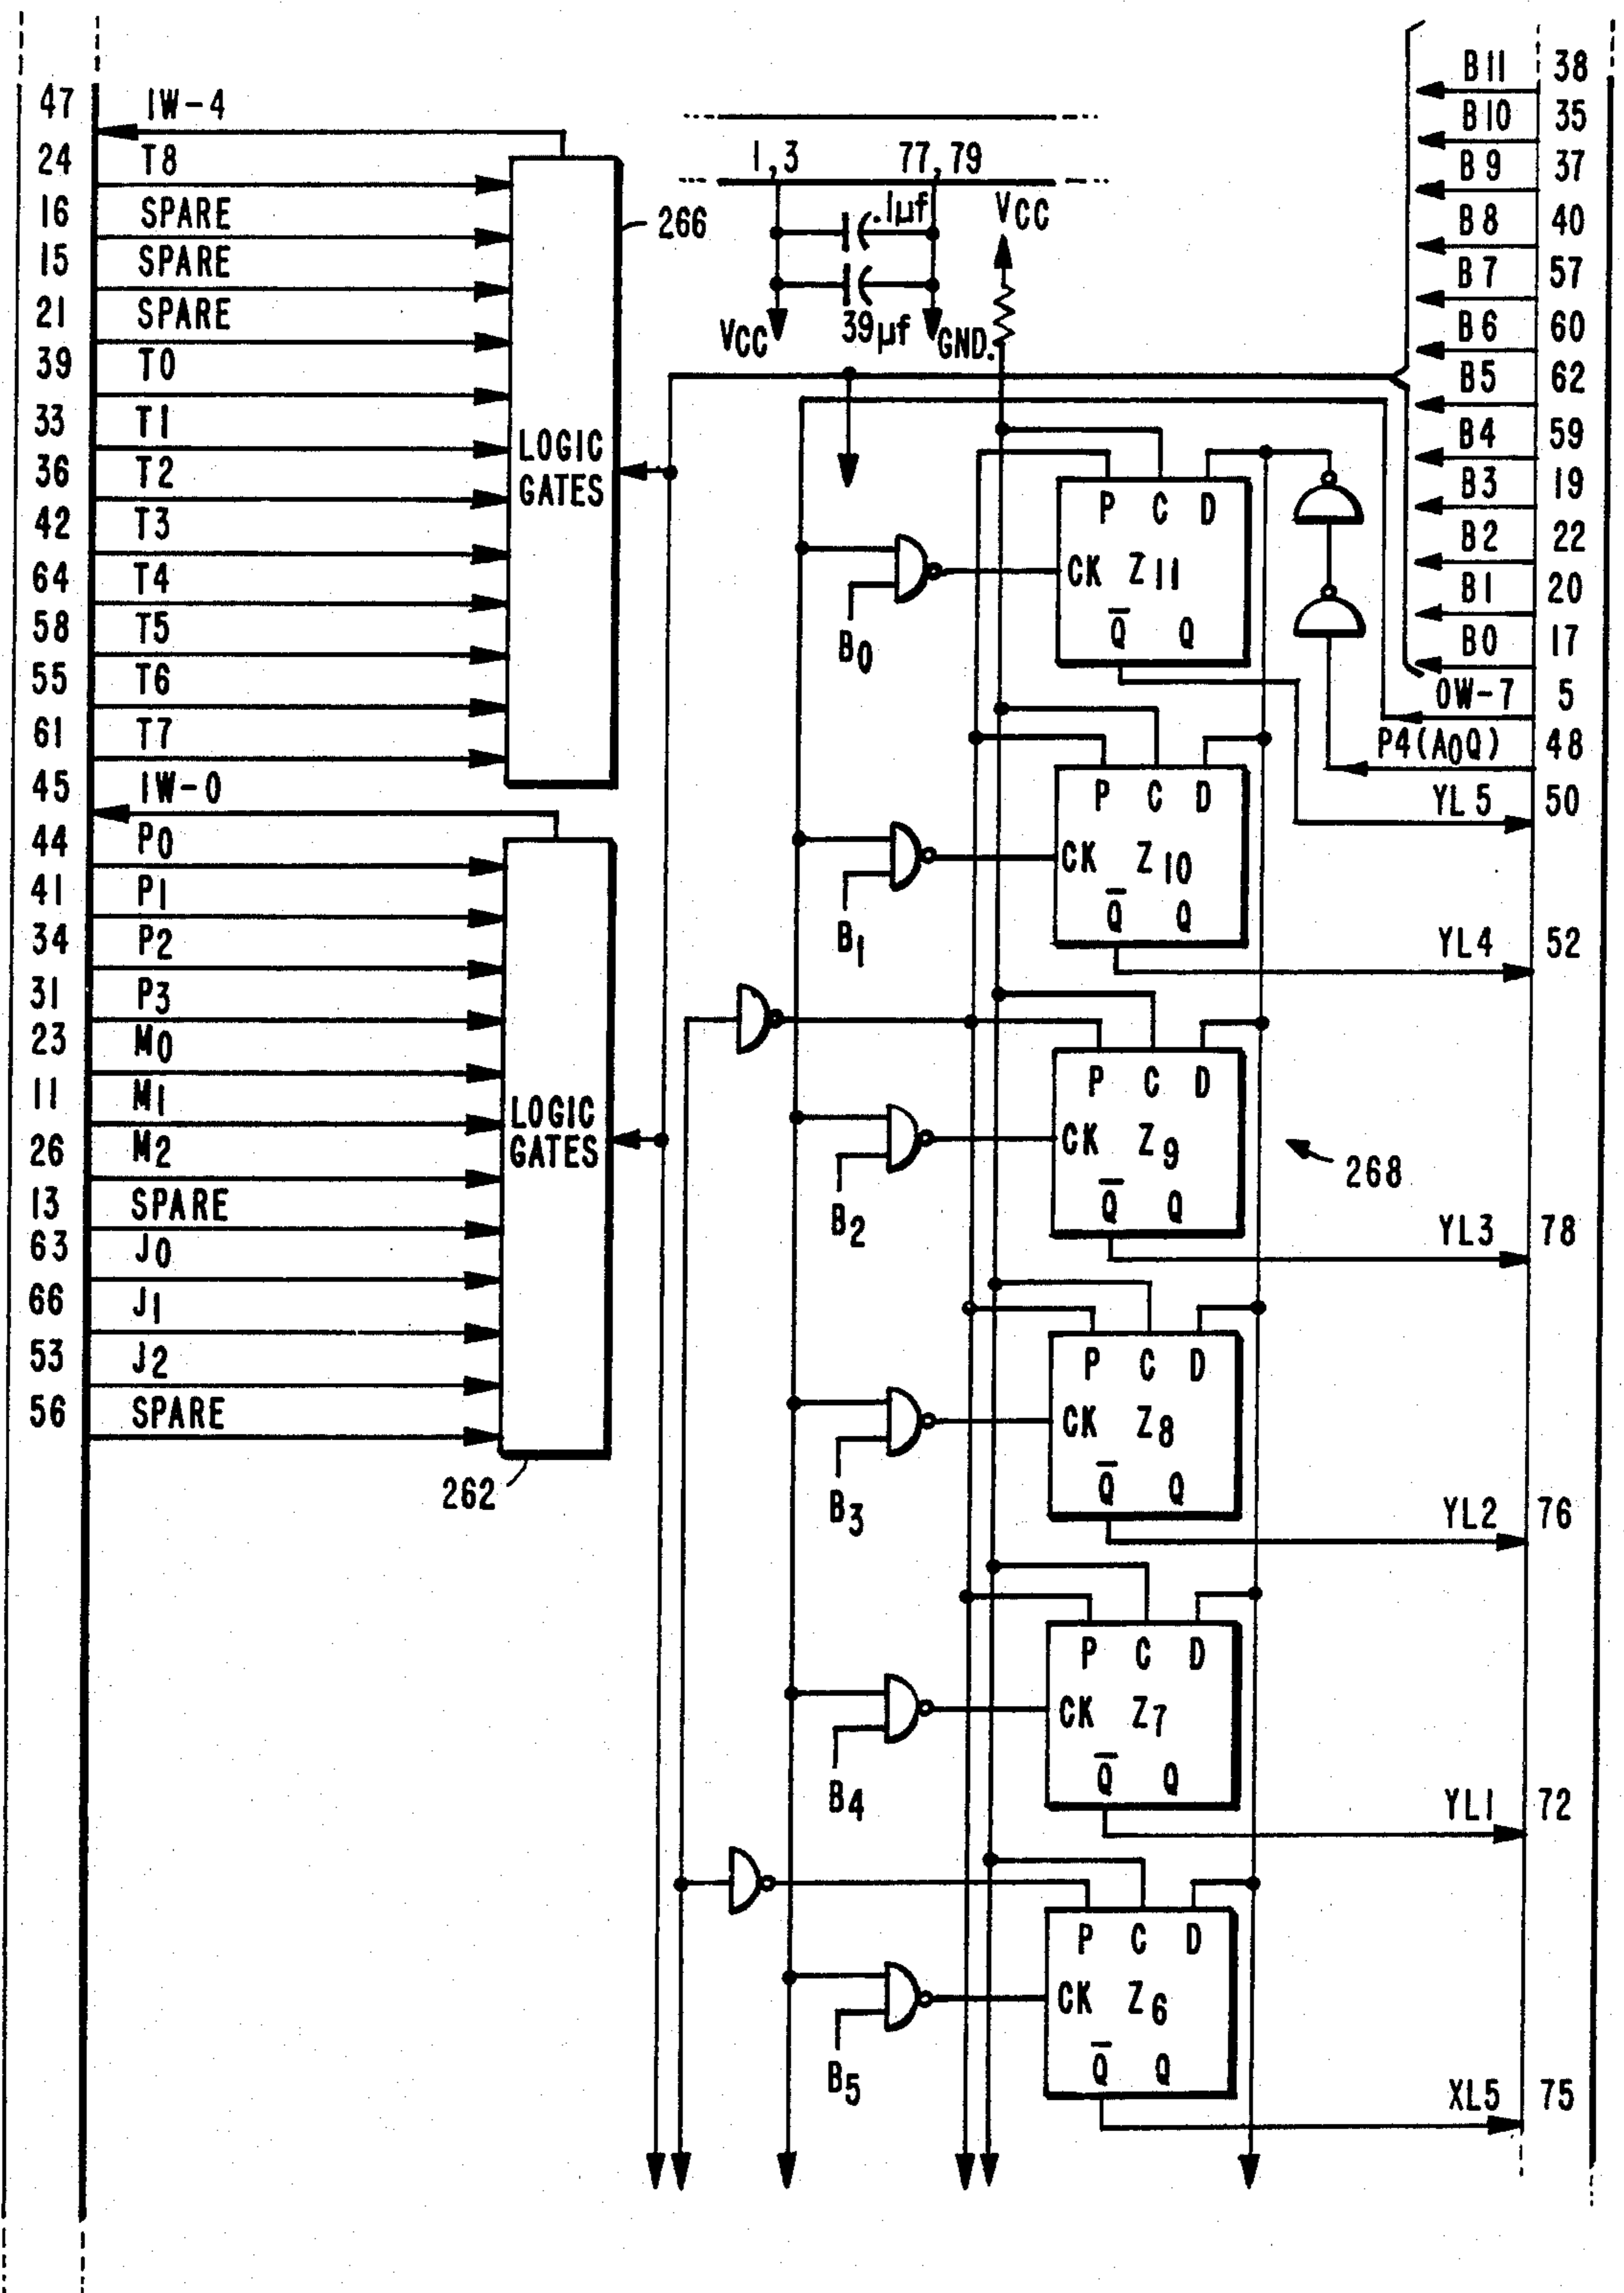 47 IW-4
24 T8
16 SPARE
15 SPARE
21 SPARE
39 T0
33 T1
36 T2
42 T3
64 T4
58 T5
55 T6
61 T7
45 IW-0
44 P0
41 P1
34 P2
31 P3
23 M0
11 M1
26 M2
13 SPARE
63 J0
66 J1
53 J2
56 SPARE
LOGIC
GATES
266
LOGIC
GATES
262
1,3 77,79
.1µf
VCC
39µf
VCC
GND.
B11 38
B10 35
B9 37
B8 40
B7 57
B6 60
B5 62
B4 59
B3 19
B2 22
B1 20
B0 17
OW-7 5
P4(A0Q) 48
YL5 50
YL4 52
YL3 78
YL2 76
YL1 72
XL5 75
P C D
CK Z11
Q̅ Q
B0
P C D
CK Z10
Q̅ Q
B1
P C D
CK Z9
Q̅ Q
B2
268
P C D
CK Z8
Q̅ Q
B3
P C D
CK Z7
Q̅ Q
B4
P C D
CK Z6
Q̅ Q
B5